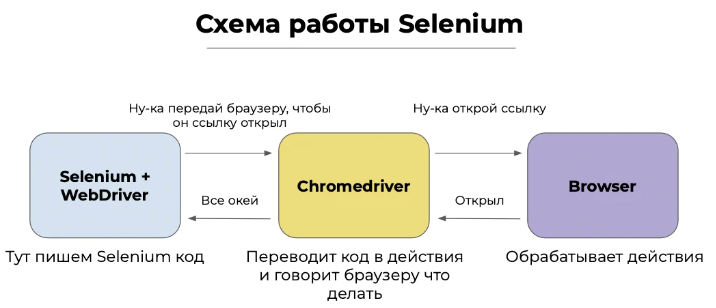 Схема работы Selenium
Ну-ка передай браузеру, чтобы
он ссылку открыл
Ну-ка открой ссылку
Selenium +
WebDriver
Chromedriver
Browser
Все окей
Открыл
Тут пишем Selenium код
Переводит код в действия
и говорит браузеру что
делать
Обрабатывает действия